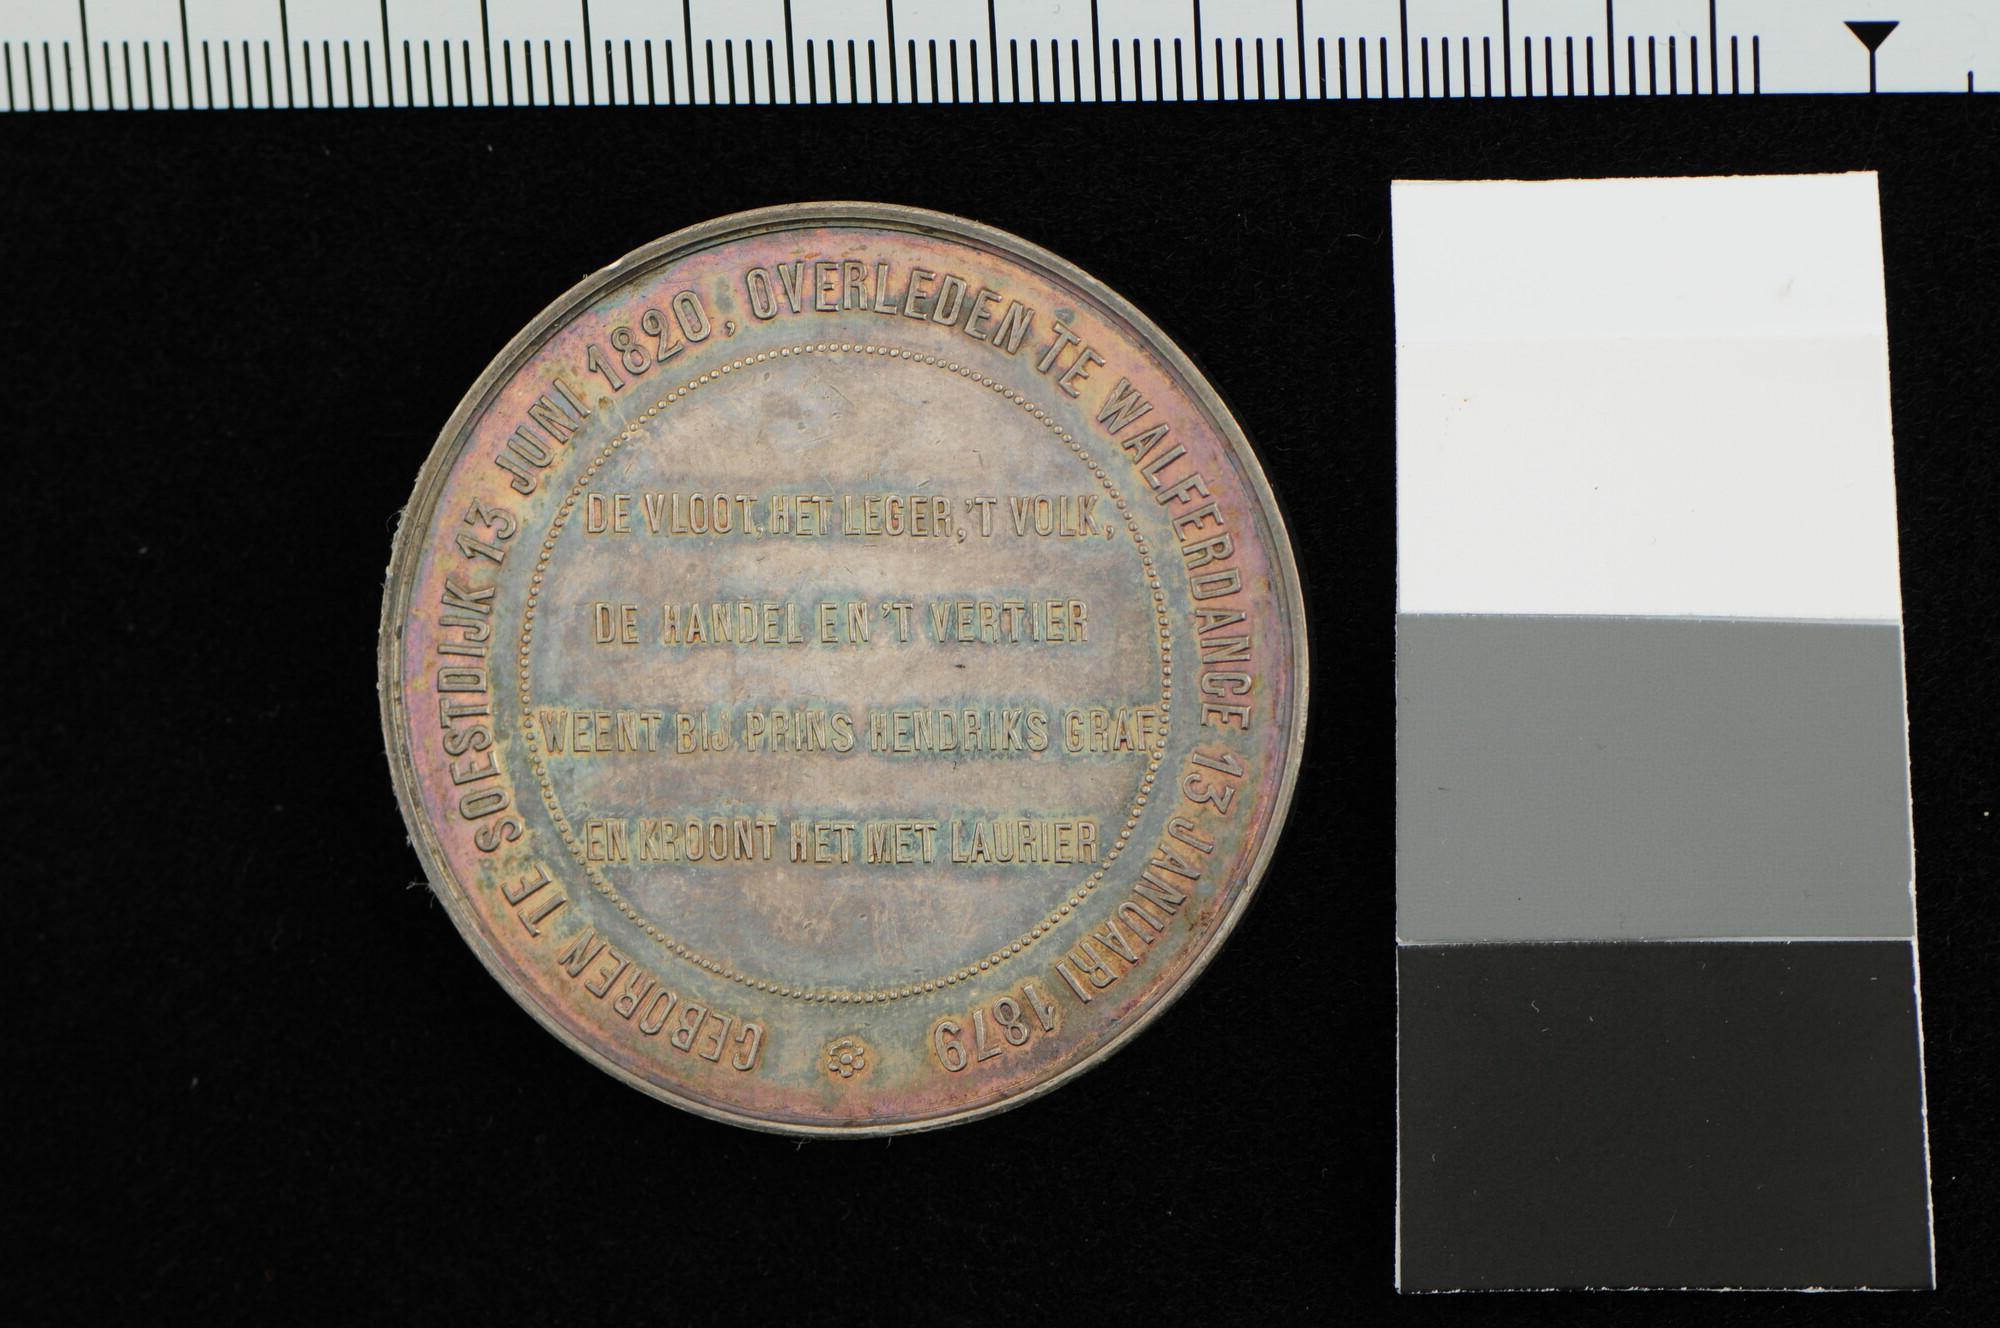 GEBOREN TE SOESTDIJK 13 JUNI 1820, OVERLEDEN TE WALFERDANGE 13 JANUARI 1879
DE VLOOT, HET LEGER, 'T VOLK,
DE HANDEL EN 'T VERTIER
WEENT BIJ PRINS HENDRIKS GRAF
EN KROONT HET MET LAURIER